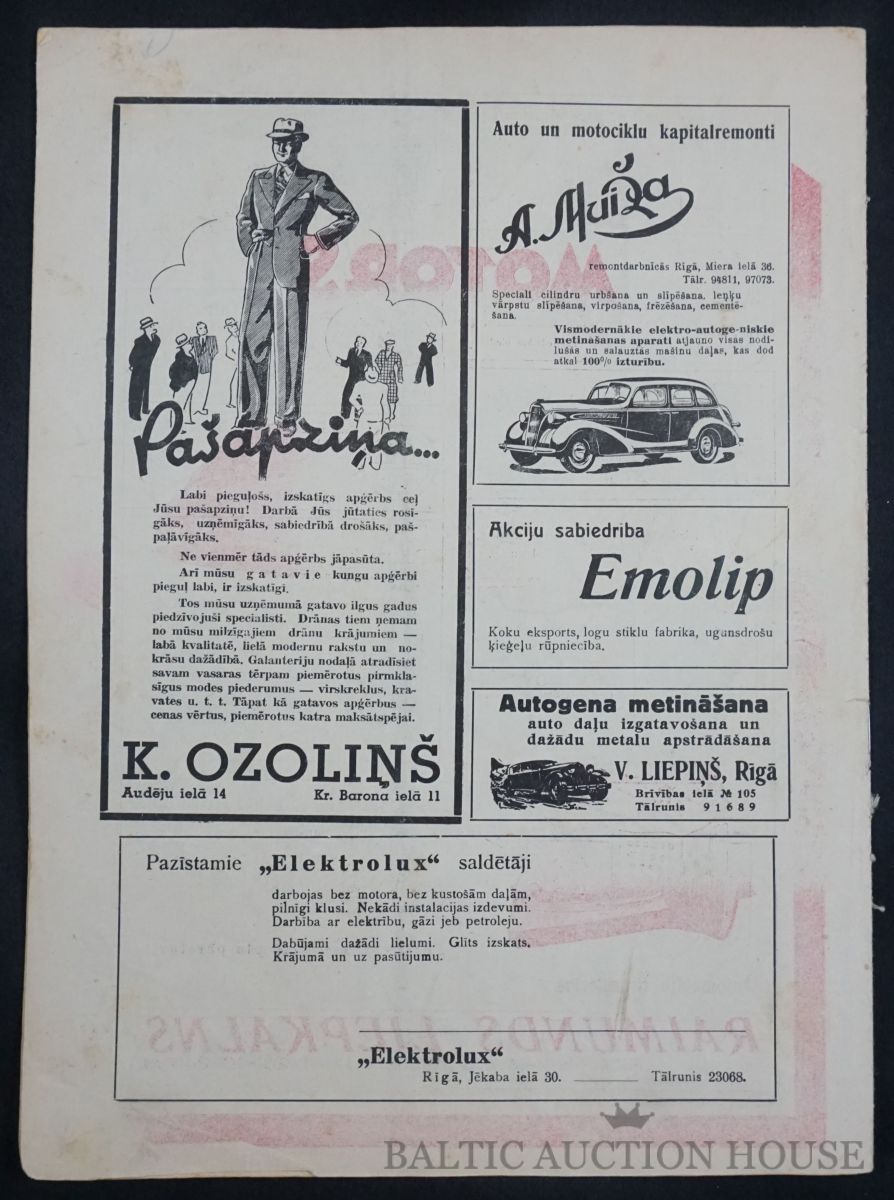 Pašapziņa...
Labi pieguļošs, izskatīgs apģērbs ceļ
Jūsu pašapziņu! Darbā Jūs jūtaties rosī-
gāks, uzņēmīgāks, sabiedrībā drošāks, paš-
paļāvīgāks.
Ne vienmēr tāds apģērbs jāpasūta.
Arī mūsu gatavie kungu apģērbi
pieguļ labi, ir izskatīgi.
Tos mūsu uzņēmumā gatavo ilgus gadus
piedzīvojuši specialisti. Drānas tiem ņemam
no mūsu milzīgajiem drānu krājumiem —
labā kvalitatē, lielā modernu rakstu un no-
krāsu dažādībā. Galanteriju nodaļā atradīsiet
savam vasaras tērpam piemērotus pirmkla-
sīgus modes piederumus — virskreklus, kra-
vates u. t. t. Tāpat kā gatavos apģērbus —
cenas vērtus, piemērotus katra maksātspējai.
K. OZOLIŅŠ
Audēju ielā 14 Kr. Barona ielā 11
Auto un motociklu kapitalremonti
A. Muiža
remontdarbnīcās Rīgā, Miera ielā 36.
Tālr. 94811, 97073.
Speciali cilindru urbšana un slīpēšana, leņķu
vārpstu slīpēšana, virpošana, frēzēšana, cementē-
šana.
Vismodernākie elektro-autoge-niskie
metināšanas aparati atjauno visas nodi-
lušās un salauztās mašīnu daļas, kas dod
atkal 100% izturību.
Akciju sabiedrība
Emolip
Koku eksports, logu stiklu fabrika, ugunsdrošu
ķieģeļu rūpniecība.
Autogena metināšana
auto daļu izgatavošana un
dažādu metalu apstrādāšana
V. LIEPIŅŠ, Rīgā
Brīvības ielā № 105
Tālrunis 91689
Pazīstamie „Elektrolux“ saldētāji
darbojas bez motora, bez kustošām daļām,
pilnīgi klusi. Nekādi instalacijas izdevumi.
Darbība ar elektrību, gāzi jeb petroleju.
Dabūjami dažādi lielumi. Glīts izskats.
Krājumā un uz pasūtījumu.
„Elektrolux“
Rīgā, Jēkaba ielā 30. Tālrunis 23068.
MOTORS
RAIMUNDS LIEPKALNS
BALTIC AUCTION HOUSE